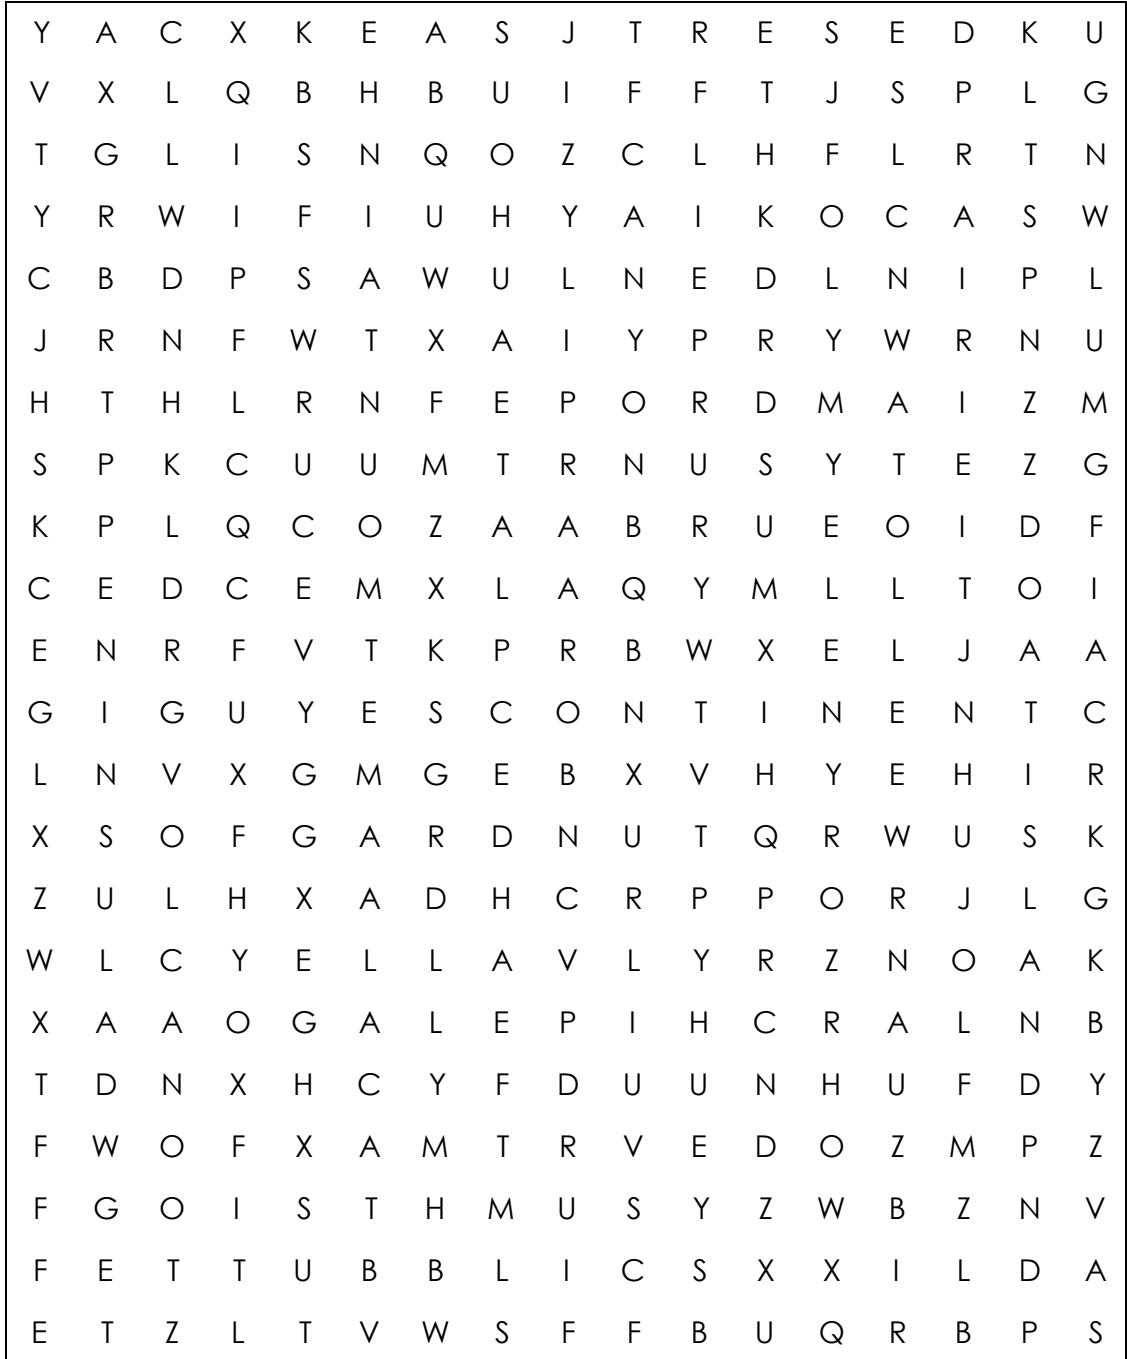 Y A C X K E A S J T R E S E D K U
V X L Q B H B U I F F T J S P L G
T G L I S N Q O Z C L H F L R T N
Y R W I F I U H Y A I K O C A S W
C B D P S A W U L N E D L N I P L
J R N F W T X A I Y P R Y W R N U
H T H L R N F E P O R D M A I Z M
S P K C U U M T R N U S Y T E Z G
K P L Q C O Z A A B R U E O I D F
C E D C E M X L A Q Y M L L T O I
E N R F V T K P R B W X E L J A A
G I G U Y E S C O N T I N E N T C
L N V X G M G E B X V H Y E H I R
X S O F G A R D N U T Q R W U S K
Z U L H X A D H C R P P O R J L G
W L C Y E L L A V L Y R Z N O A K
X A A O G A L E P I H C R A L N B
T D N X H C Y F D U U N H U F D Y
F W O F X A M T R V E D O Z M P Z
F G O I S T H M U S Y Z W B Z N V
F E T T U B B L I C S X X I L D A
E T Z L T V W S F F B U Q R B P S